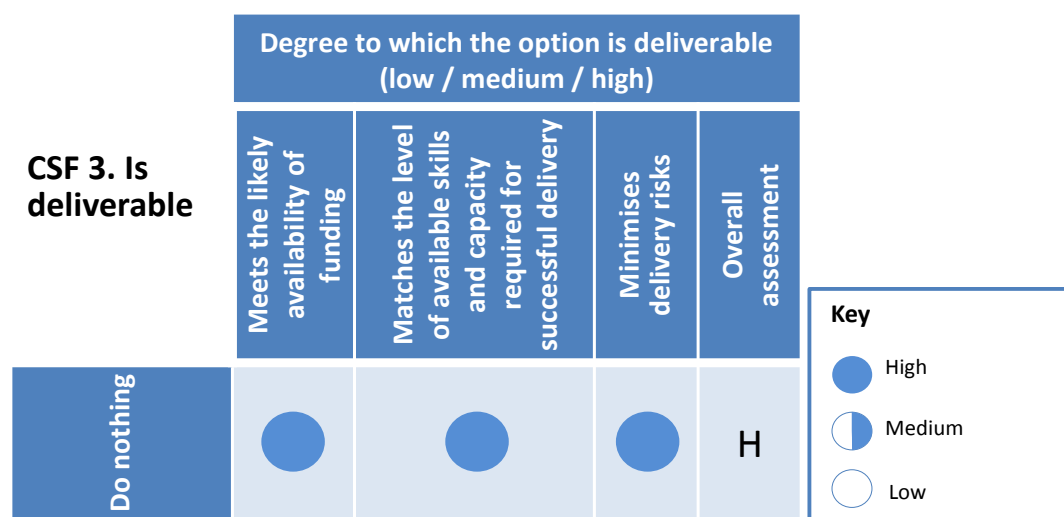 Degree to which the option is deliverable
(low / medium / high)
CSF 3. Is
deliverable
Meets the likely
availability of
funding
Matches the level
of available skills
and capacity
required for
successful delivery
Minimises
delivery risks
Overall
assessment
Do nothing
H
Key
High
Medium
Low